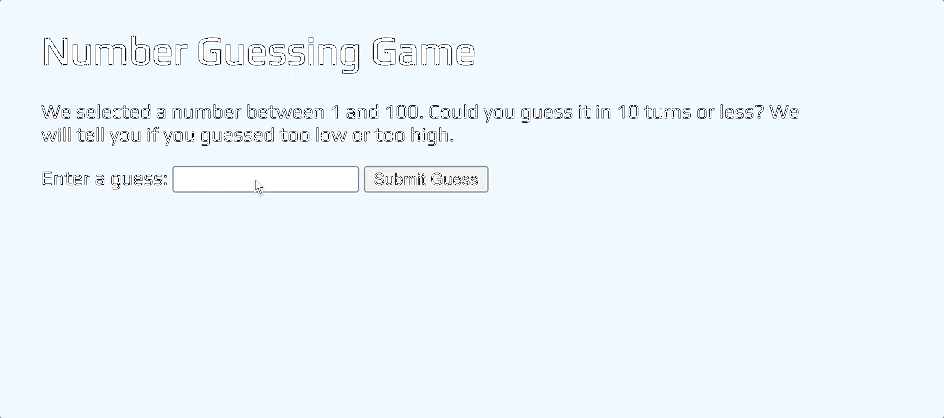 Number Guessing Game
We selected a number between 1 and 100. Could you guess it in 10 turns or less? We
will tell you if you guessed too low or too high.
Enter a guess: Submit Guess